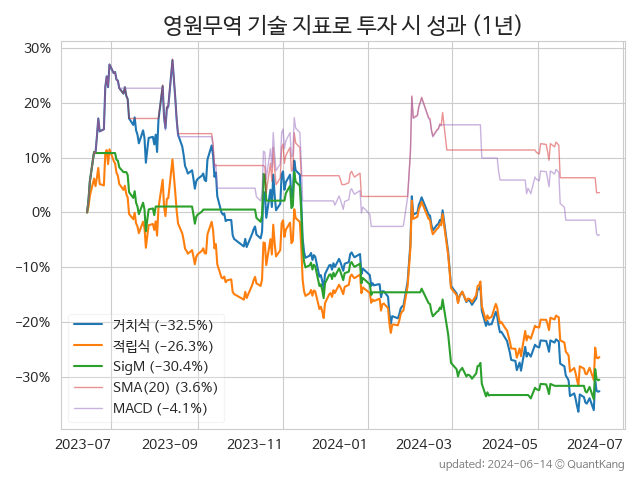 영원무역 기술 지표로 투자 시 성과 (1년)
30%
20%
10%
0%
−10%
−20%
−30%
거치식 (−32.5%)
적립식 (−26.3%)
SigM (−30.4%)
SMA(20) (3.6%)
MACD (−4.1%)
2023-07
2023-09
2023-11
2024-01
2024-03
2024-05
2024-07
updated: 2024-06-14 ⓒ QuantKang